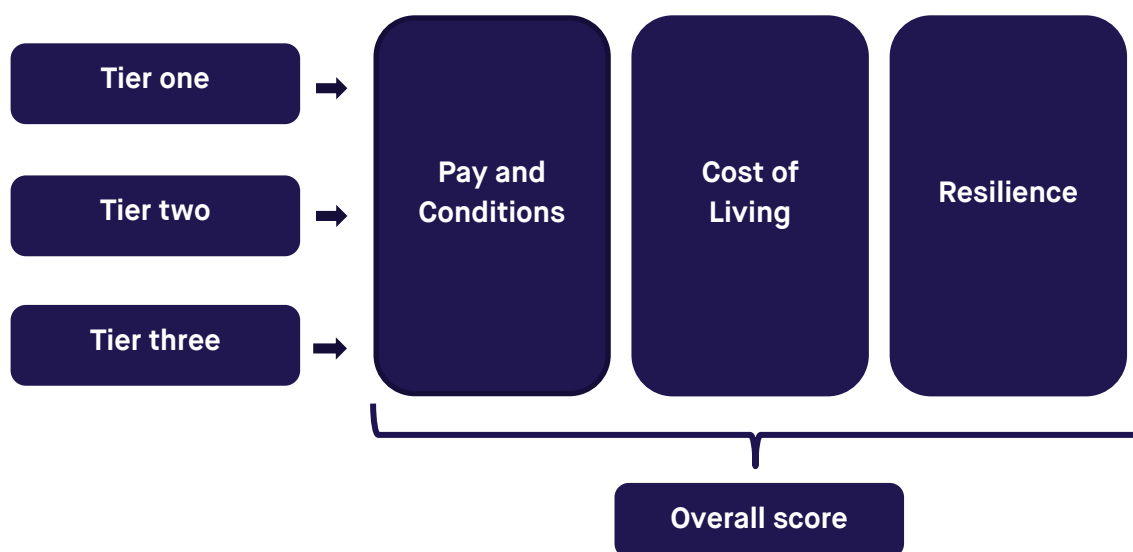 Tier one
Tier two
Tier three
Pay and
Conditions
Cost of
Living
Resilience
Overall score